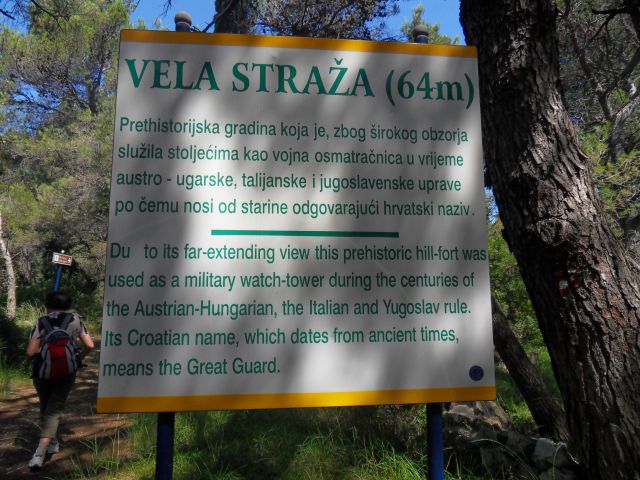 VELA STRAŽA (64m)
Prethistorijska gradina koja je, zbog širokog obzorja
služila stoljećima kao vojna osmatračnica u vrijeme
austro - ugarske, talijanske i jugoslavenske uprave
po čemu nosi od starine odgovarajući hrvatski naziv.
Du to its far-extending view this prehistoric hill-fort was
used as a military watch-tower during the centuries of
the Austrian-Hungarian, the Italian and Yugoslav rule.
Its Croatian name, which dates from ancient times,
means the Great Guard.